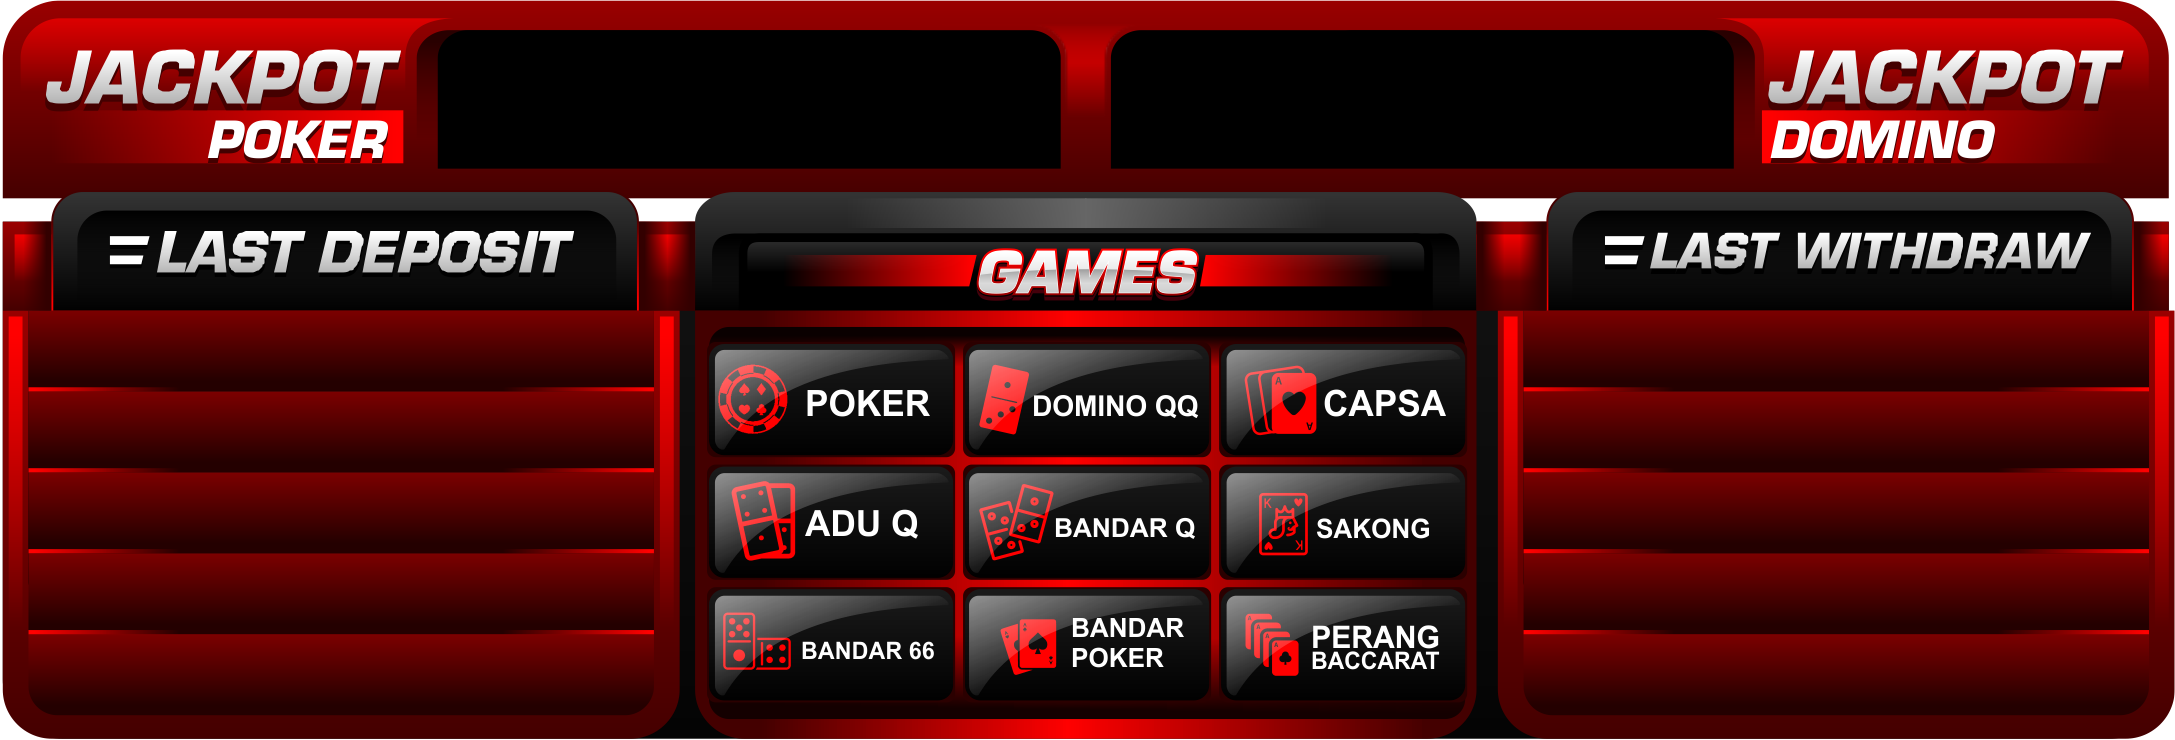 JACKPOT
POKER
JACKPOT
DOMINO
LAST DEPOSIT
GAMES
LAST WITHDRAW
POKER
DOMINO QQ
CAPSA
ADU Q
BANDAR Q
SAKONG
BANDAR 66
BANDAR
POKER
PERANG
BACCARAT